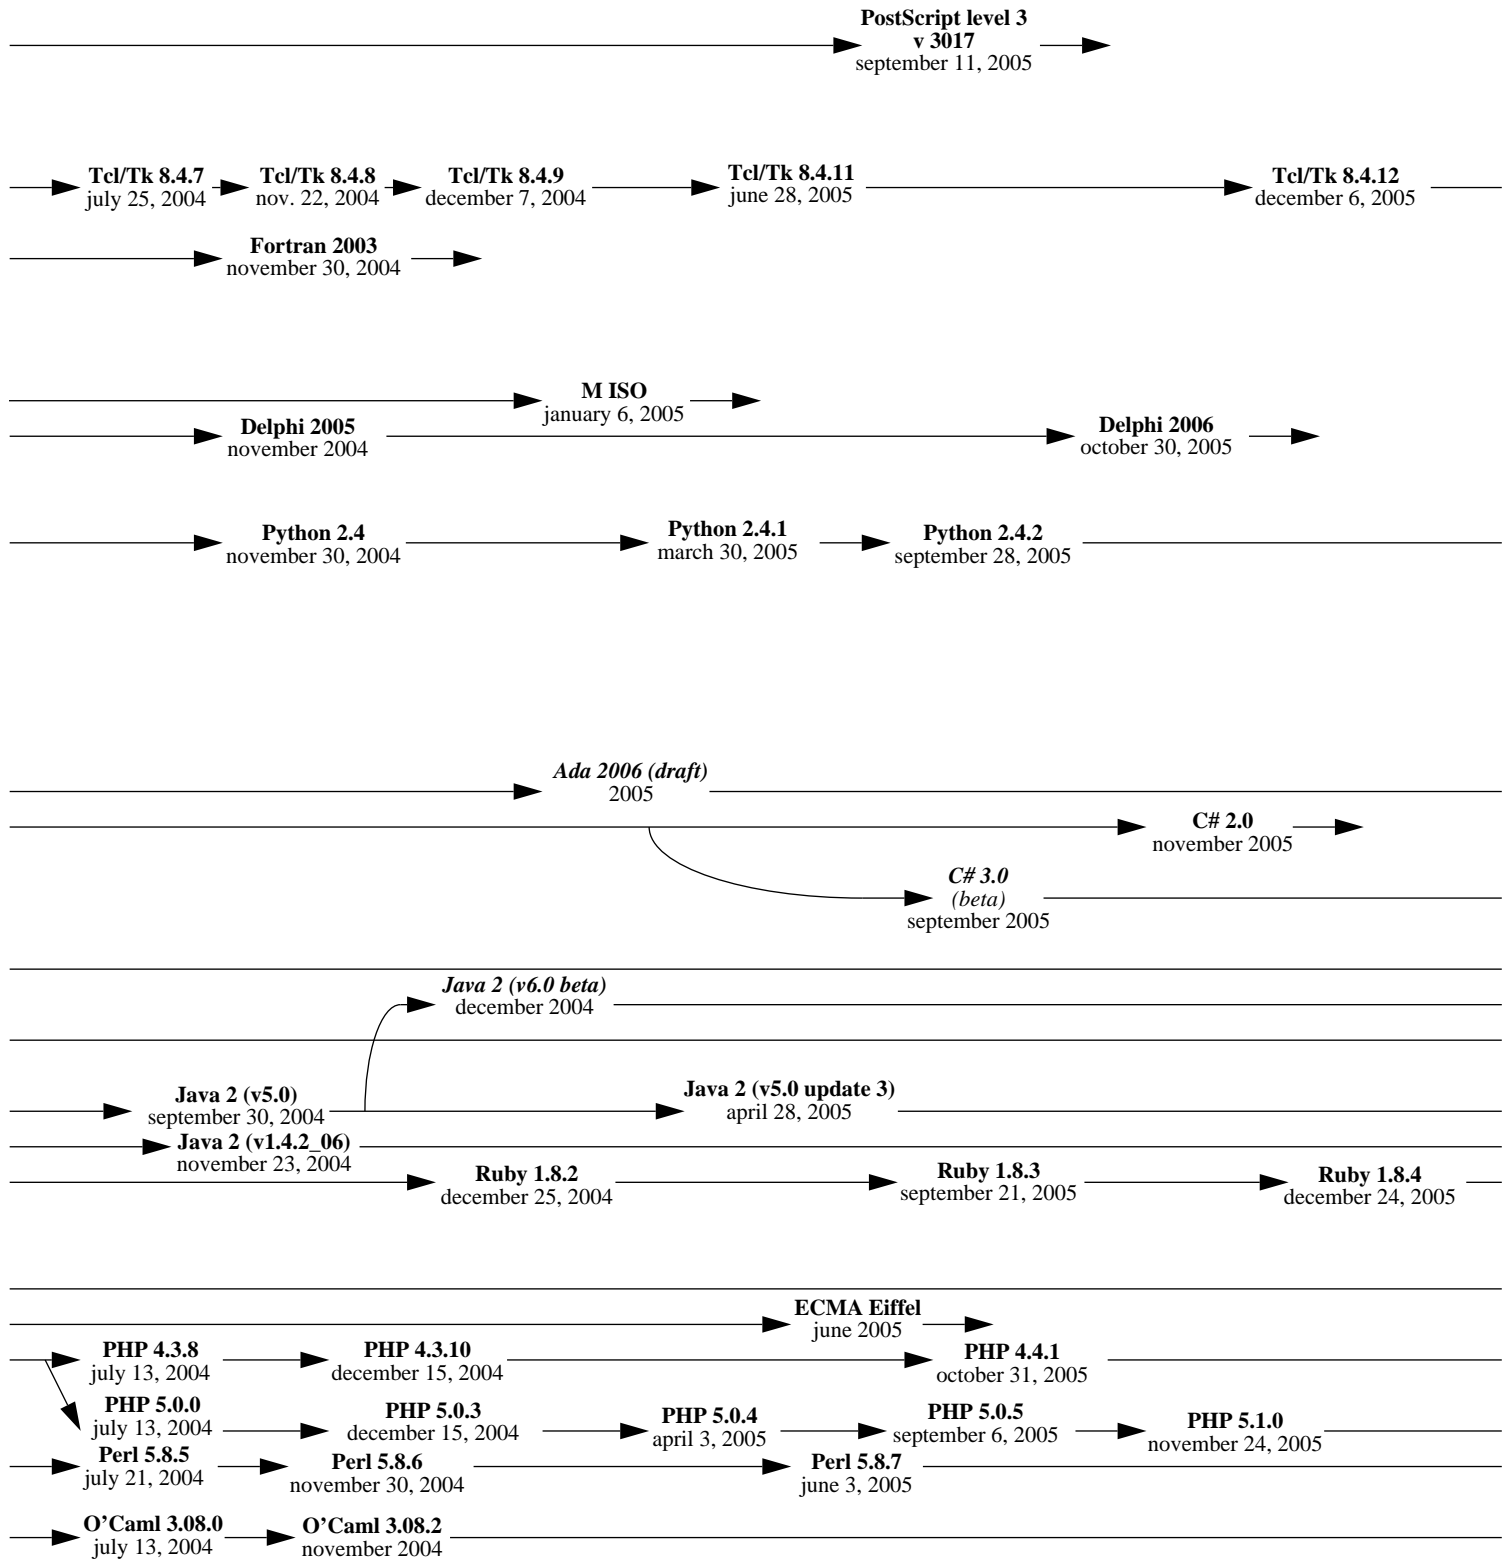 PostScript level 3
v 3017
september 11, 2005
Tcl/Tk 8.4.7
july 25, 2004
Tcl/Tk 8.4.8
nov. 22, 2004
Tcl/Tk 8.4.9
december 7, 2004
Tcl/Tk 8.4.11
june 28, 2005
Tcl/Tk 8.4.12
december 6, 2005
Fortran 2003
november 30, 2004
M ISO
january 6, 2005
Delphi 2005
november 2004
Delphi 2006
october 30, 2005
Python 2.4
november 30, 2004
Python 2.4.1
march 30, 2005
Python 2.4.2
september 28, 2005
Ada 2006 (draft)
2005
C# 2.0
november 2005
C# 3.0
(beta)
september 2005
Java 2 (v6.0 beta)
december 2004
Java 2 (v5.0)
september 30, 2004
Java 2 (v5.0 update 3)
april 28, 2005
Java 2 (v1.4.2_06)
november 23, 2004
Ruby 1.8.2
december 25, 2004
Ruby 1.8.3
september 21, 2005
Ruby 1.8.4
december 24, 2005
ECMA Eiffel
june 2005
PHP 4.3.8
july 13, 2004
PHP 4.3.10
december 15, 2004
PHP 4.4.1
october 31, 2005
PHP 5.0.0
july 13, 2004
PHP 5.0.3
december 15, 2004
PHP 5.0.4
april 3, 2005
PHP 5.0.5
september 6, 2005
PHP 5.1.0
november 24, 2005
Perl 5.8.5
july 21, 2004
Perl 5.8.6
november 30, 2004
Perl 5.8.7
june 3, 2005
O’Caml 3.08.0
july 13, 2004
O’Caml 3.08.2
november 2004